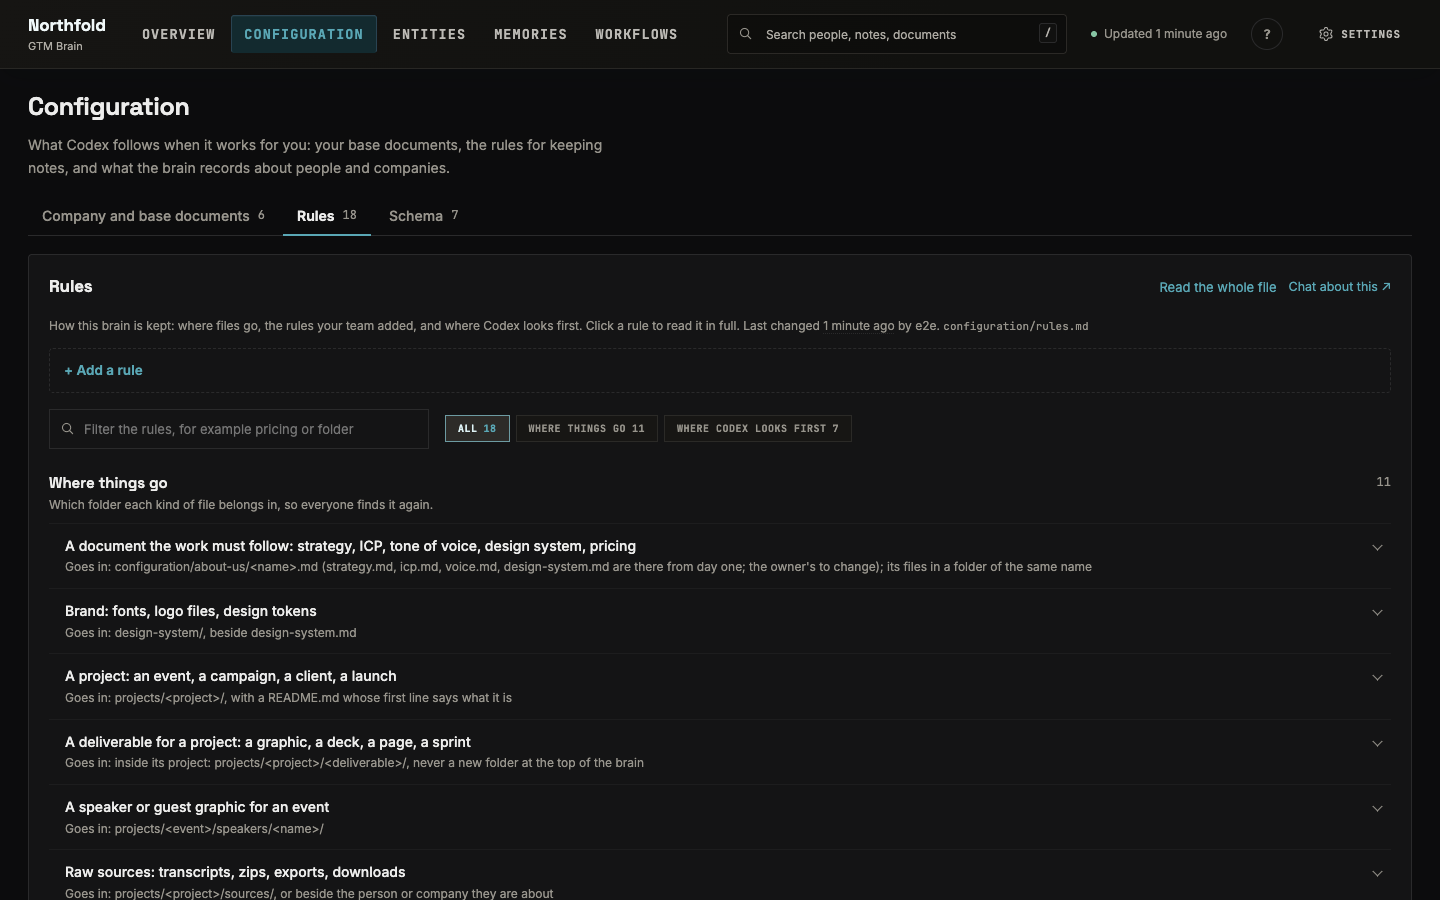 Northfold
GTM Brain
OVERVIEW
CONFIGURATION
ENTITIES
MEMORIES
WORKFLOWS
Search people, notes, documents
/
Updated 1 minute ago
?
SETTINGS
Configuration
What Codex follows when it works for you: your base documents, the rules for keeping
notes, and what the brain records about people and companies.
Company and base documents 6
Rules 18
Schema 7
Rules
Read the whole file
Chat about this ↗
How this brain is kept: where files go, the rules your team added, and where Codex looks first. Click a rule to read it in full. Last changed 1 minute ago by e2e. configuration/rules.md
+ Add a rule
Filter the rules, for example pricing or folder
ALL 18
WHERE THINGS GO 11
WHERE CODEX LOOKS FIRST 7
Where things go
11
Which folder each kind of file belongs in, so everyone finds it again.
A document the work must follow: strategy, ICP, tone of voice, design system, pricing
Goes in: configuration/about-us/<name>.md (strategy.md, icp.md, voice.md, design-system.md are there from day one; the owner's to change); its files in a folder of the same name
Brand: fonts, logo files, design tokens
Goes in: design-system/, beside design-system.md
A project: an event, a campaign, a client, a launch
Goes in: projects/<project>/, with a README.md whose first line says what it is
A deliverable for a project: a graphic, a deck, a page, a sprint
Goes in: inside its project: projects/<project>/<deliverable>/, never a new folder at the top of the brain
A speaker or guest graphic for an event
Goes in: projects/<event>/speakers/<name>/
Raw sources: transcripts, zips, exports, downloads
Goes in: projects/<project>/sources/, or beside the person or company they are about